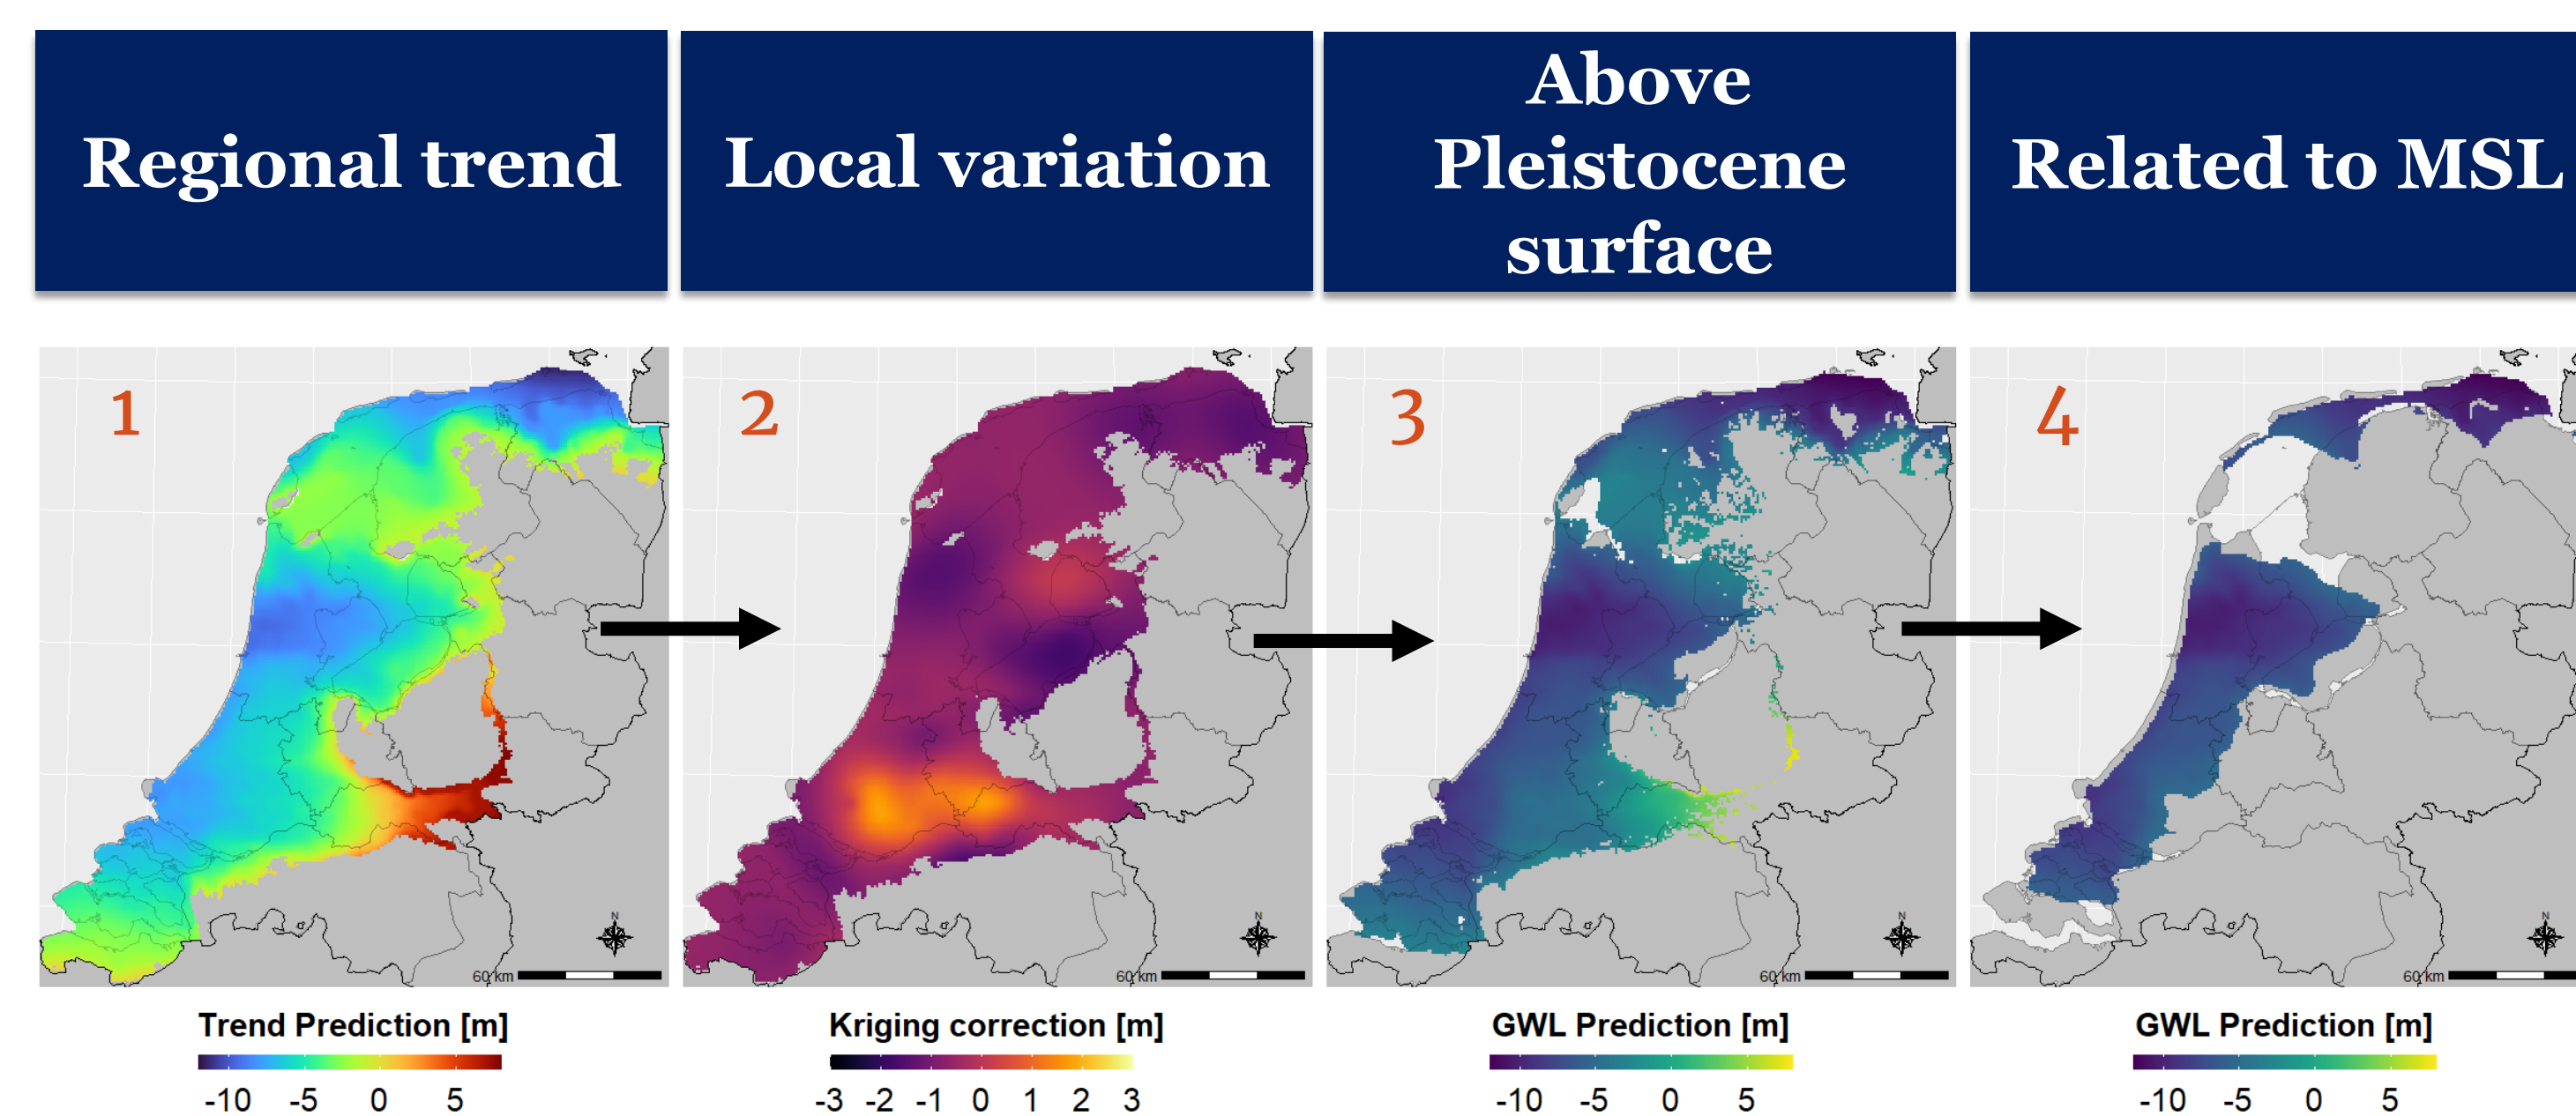 Regional trend
Local variation
Above
Pleistocene
surface
Related to MSL
1
2
3
4
N
N
N
N
60 km
60 km
60 km
60 km
Trend Prediction [m]
-10 -5 0 5
Kriging correction [m]
-3 -2 -1 0 1 2 3
GWL Prediction [m]
-10 -5 0 5
GWL Prediction [m]
-10 -5 0 5